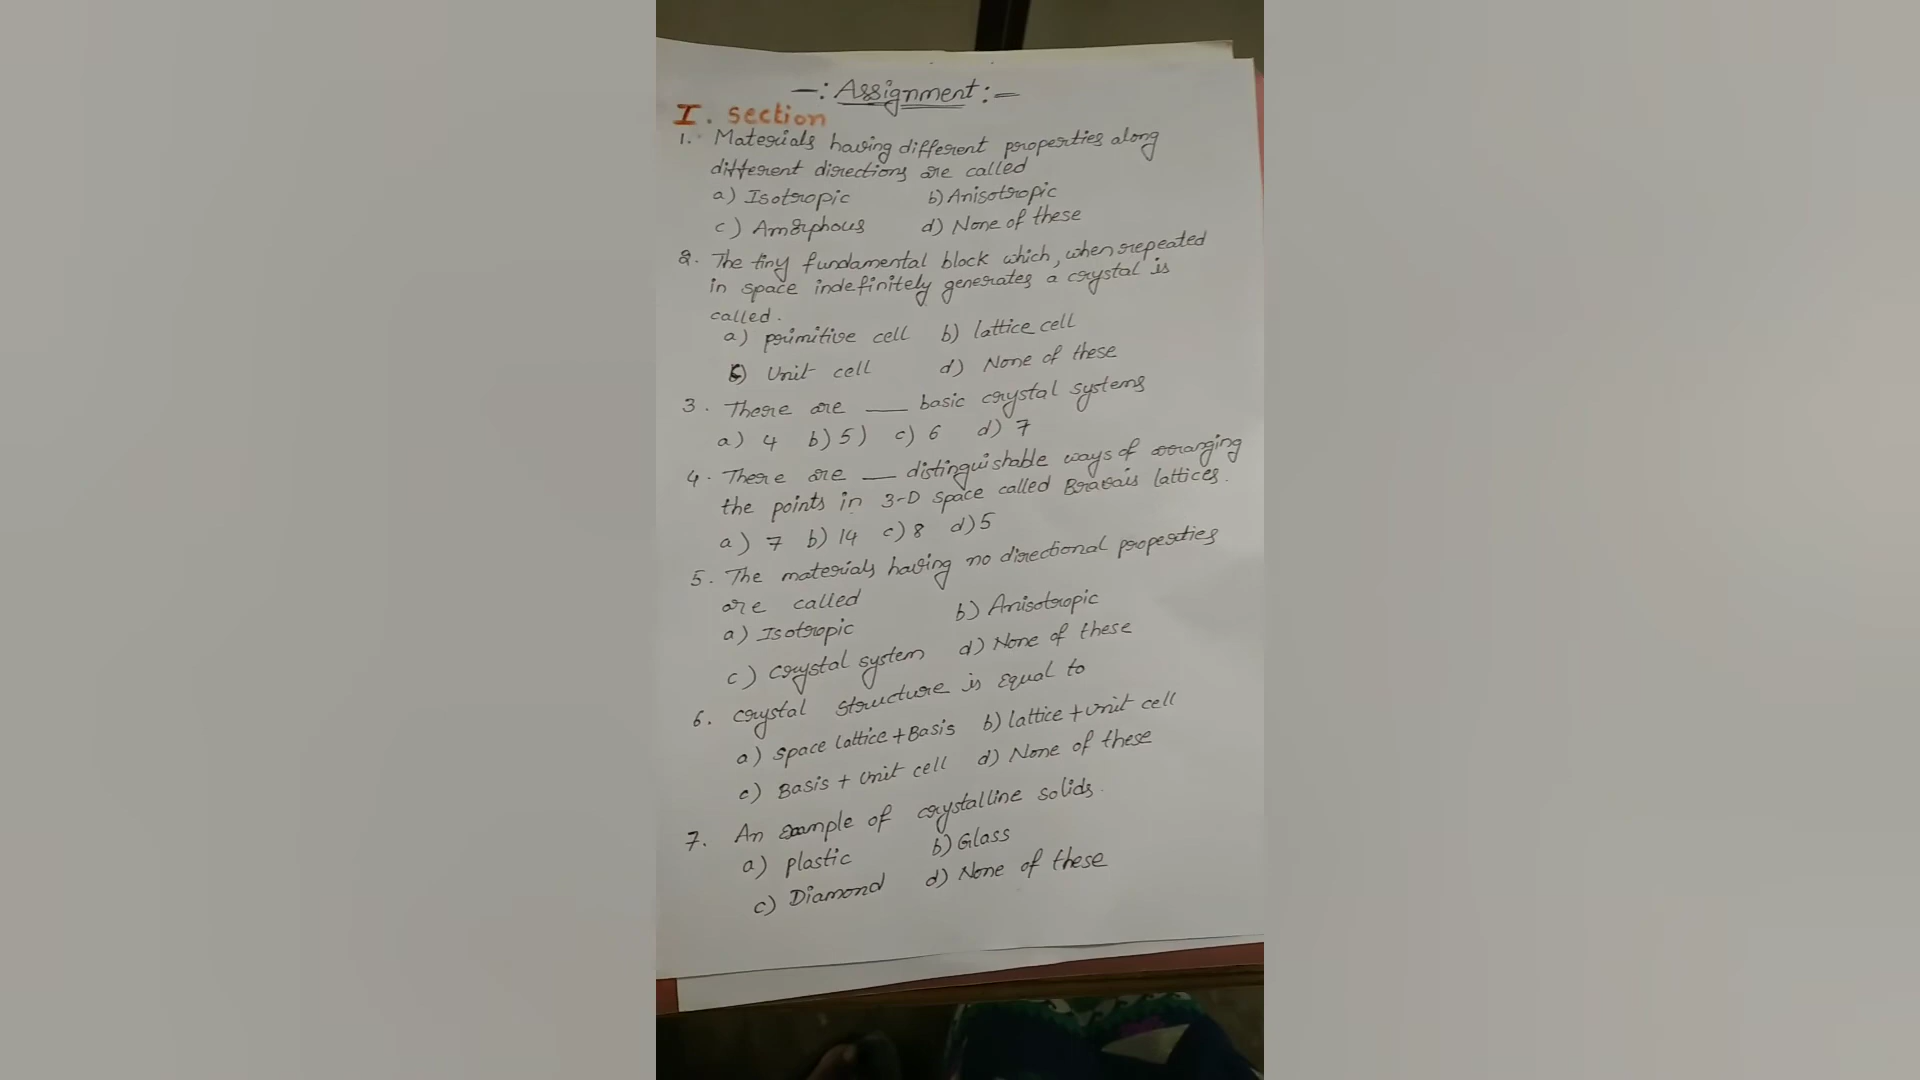 -: Assignment :-
I. section
1. Materials having different properties along
different directions are called
a) Isotropic b) Anisotropic
c) Amorphous d) None of these
2. The tiny fundamental block which, when repeated
in space indefinitely generates a crystal is
called.
a) primitive cell b) lattice cell
c) Unit cell d) None of these
3. There are ___ basic crystal systems
a) 4 b) 5) c) 6 d) 7
4. There are ___ distinguishable ways of arranging
the points in 3-D space called Bravais lattices.
a) 7 b) 14 c) 8 d) 5
5. The materials having no directional properties
are called
a) Isotropic b) Anisotropic
c) crystal system d) None of these
6. crystal structure is equal to
a) space lattice + Basis b) lattice + unit cell
c) Basis + unit cell d) None of these
7. An example of crystalline solids.
a) plastic b) Glass
c) Diamond d) None of these